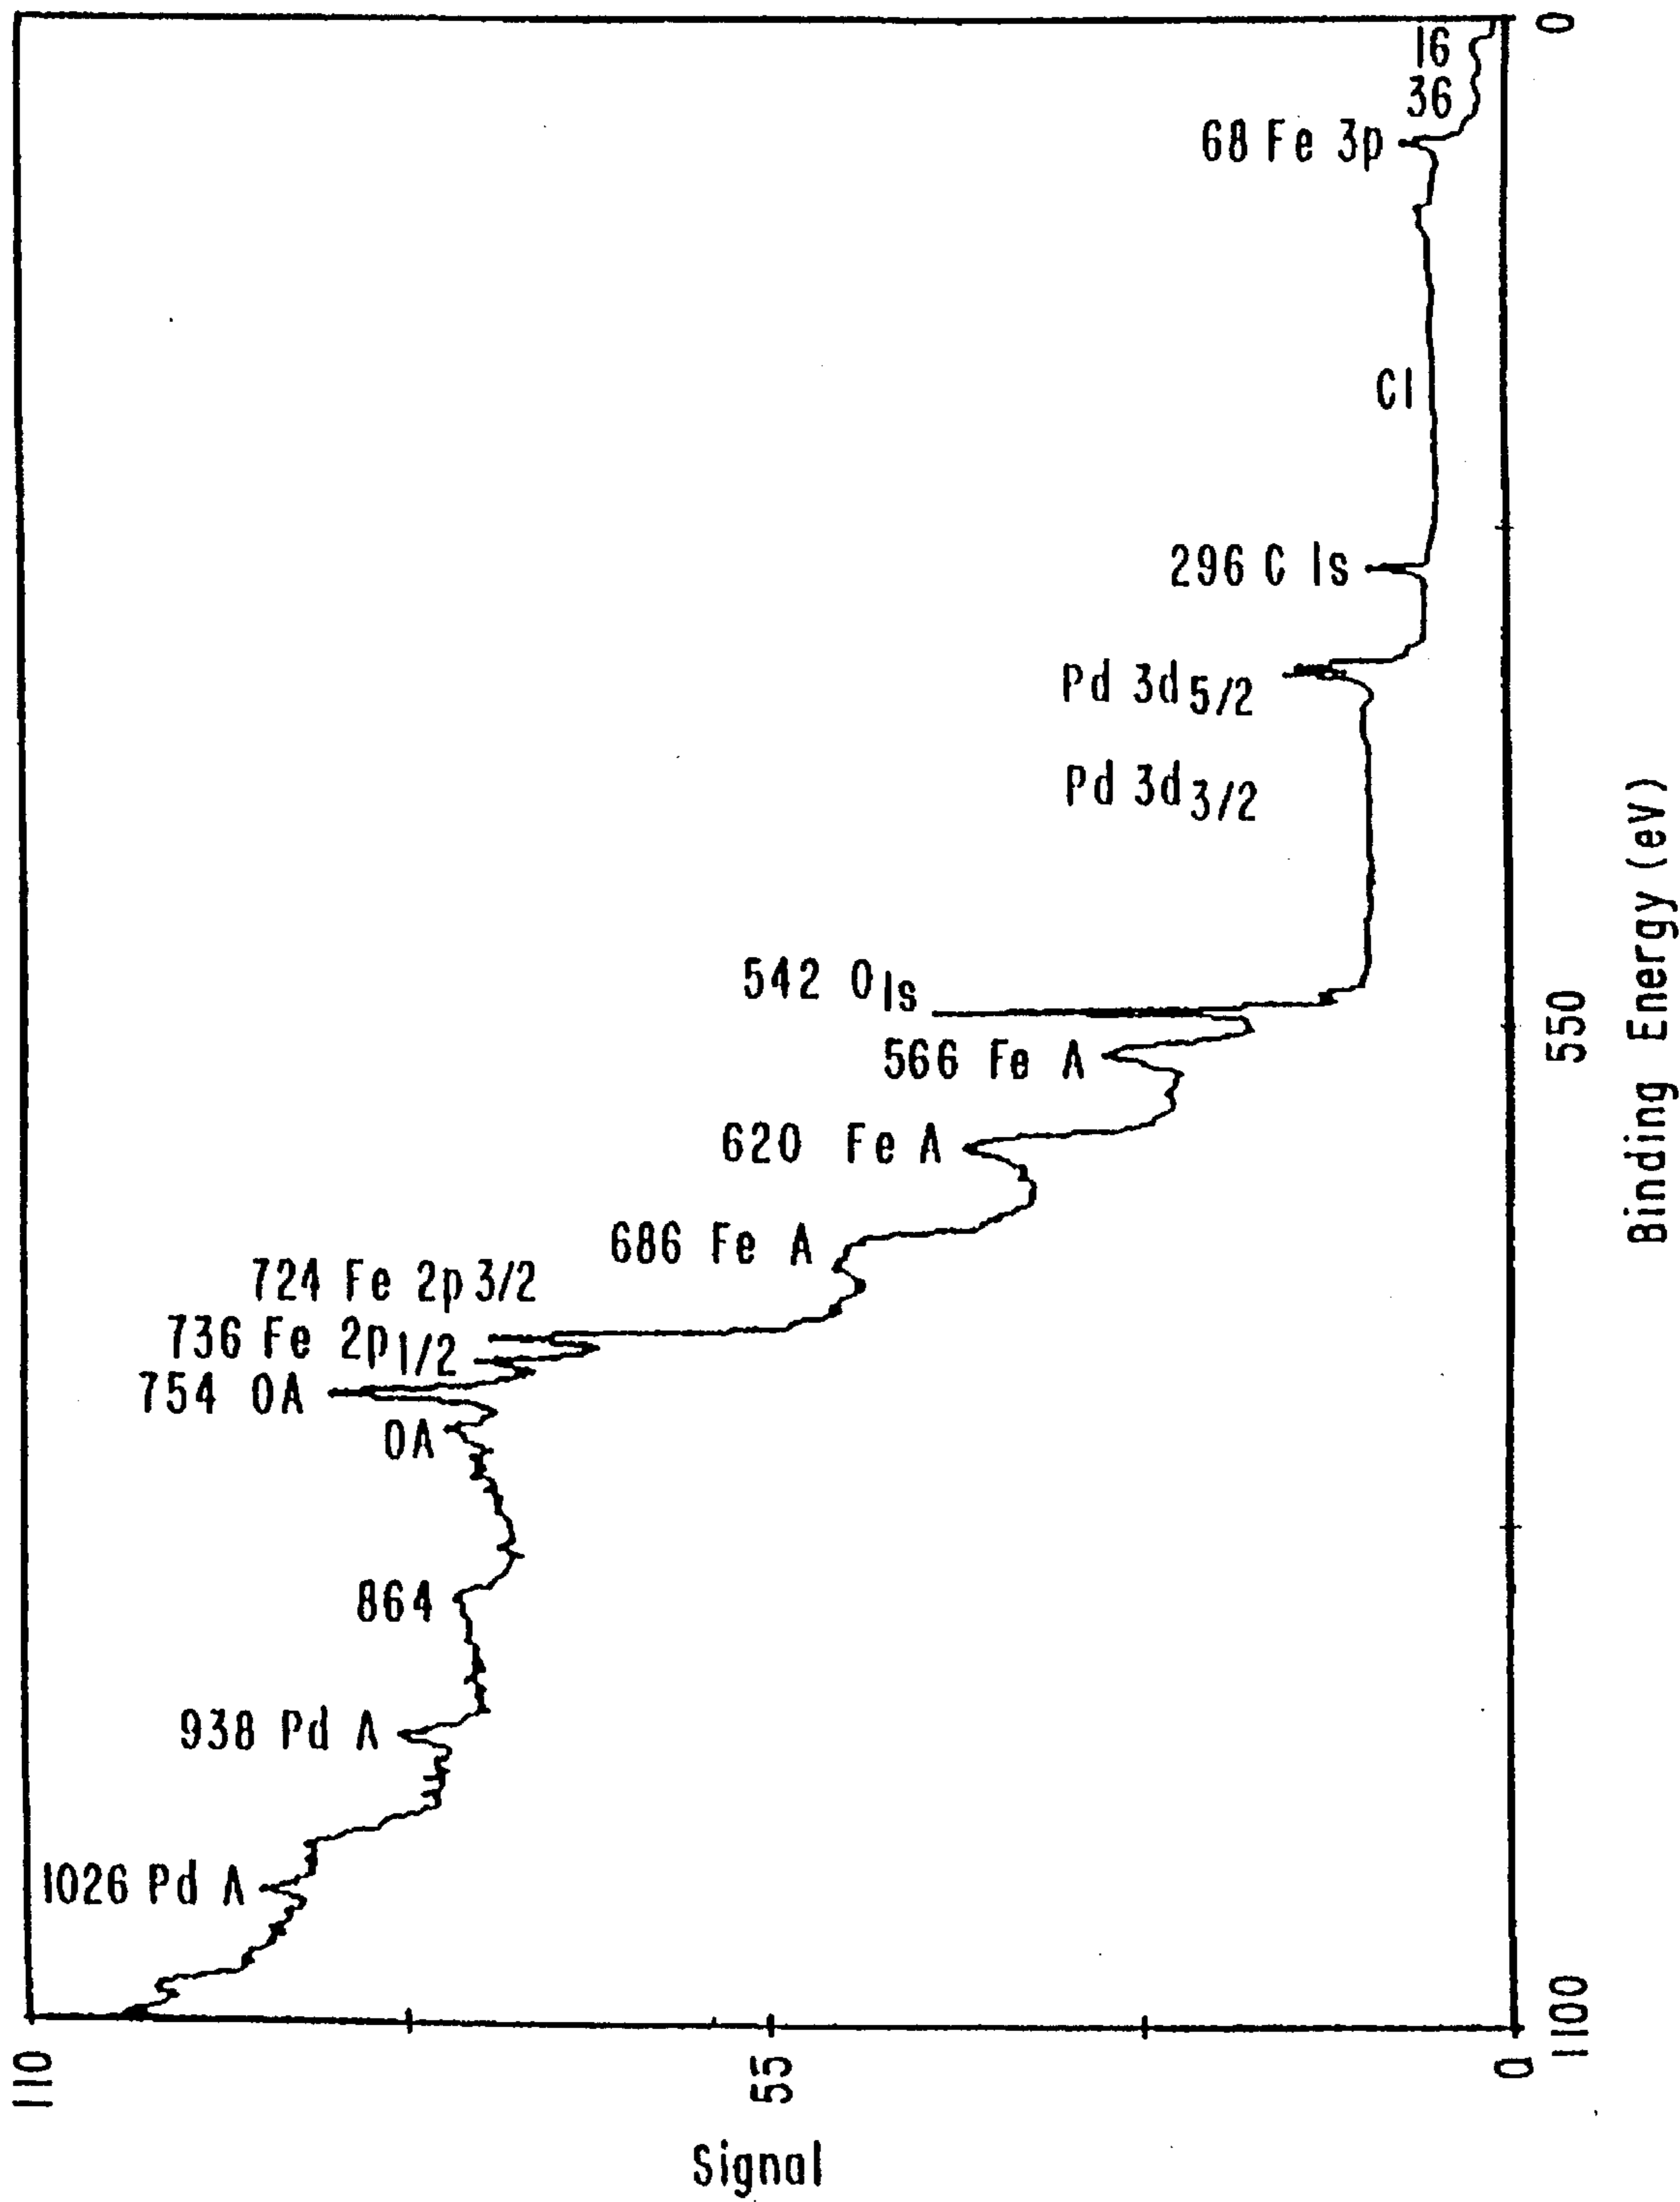 16
36
68 Fe 3p
Cl
296 C 1s
Pd 3d5/2
Pd 3d3/2
542 O1s
566 Fe A
620 Fe A
686 Fe A
724 Fe 2p 3/2
736 Fe 2p1/2
754 OA
OA
864
938 Pd A
1026 Pd A
110
55
0
Signal
1100
550
0
Binding Energy (eV)